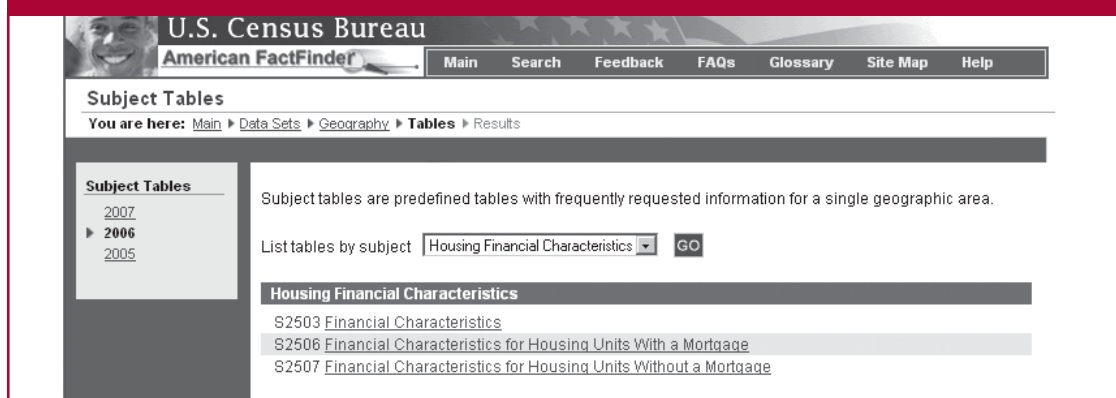 U.S. Census Bureau
American FactFinder
Main Search Feedback FAQs Glossary Site Map Help
Subject Tables
You are here: Main ▶ Data Sets ▶ Geography ▶ Tables ▶ Results
Subject Tables
2007
▶ 2006
2005
Subject tables are predefined tables with frequently requested information for a single geographic area.
List tables by subject Housing Financial Characteristics GO
Housing Financial Characteristics
S2503 Financial Characteristics
S2506 Financial Characteristics for Housing Units With a Mortgage
S2507 Financial Characteristics for Housing Units Without a Mortgage